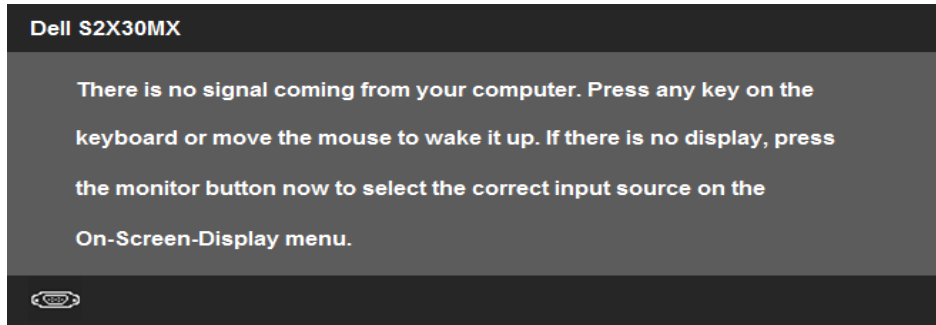 Dell S2X30MX
There is no signal coming from your computer. Press any key on the
keyboard or move the mouse to wake it up. If there is no display, press
the monitor button now to select the correct input source on the
On-Screen-Display menu.